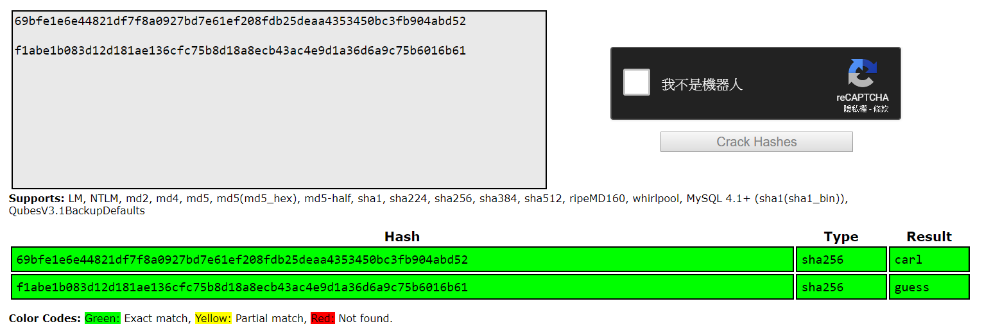 69bfe1e6e44821df7f8a0927bd7e61ef208fdb25deaa4353450bc3fb904abd52
f1abe1b083d12d181ae136cfc75b8d18a8ecb43ac4e9d1a36d6a9c75b6016b61
我不是機器人
reCAPTCHA
隱私權 - 條款
Crack Hashes
Supports: LM, NTLM, md2, md4, md5, md5(md5_hex), md5-half, sha1, sha224, sha256, sha384, sha512, ripeMD160, whirlpool, MySQL 4.1+ (sha1(sha1_bin)),
QubesV3.1BackupDefaults
Hash Type Result
69bfe1e6e44821df7f8a0927bd7e61ef208fdb25deaa4353450bc3fb904abd52 sha256 carl
f1abe1b083d12d181ae136cfc75b8d18a8ecb43ac4e9d1a36d6a9c75b6016b61 sha256 guess
Color Codes: Green: Exact match, Yellow: Partial match, Red: Not found.